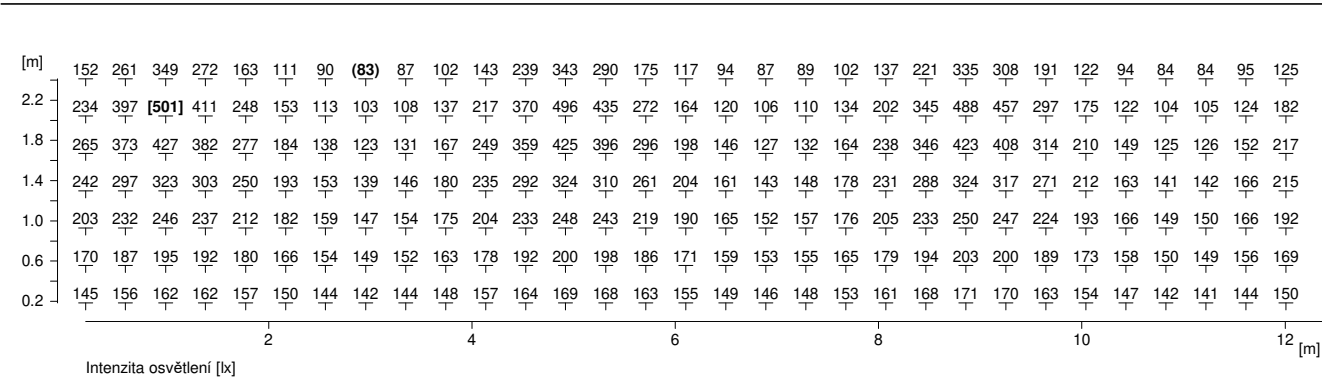 [m]
152 261 349 272 163 111 90 (83) 87 102 143 239 343 290 175 117 94 87 89 102 137 221 335 308 191 122 94 84 84 95 125
2.2 234 397 [501] 411 248 153 113 103 108 137 217 370 496 435 272 164 120 106 110 134 202 345 488 457 297 175 122 104 105 124 182
1.8 265 373 427 382 277 184 138 123 131 167 249 359 425 396 296 198 146 127 132 164 238 346 423 408 314 210 149 125 126 152 217
1.4 242 297 323 303 250 193 153 139 146 180 235 292 324 310 261 204 161 143 148 178 231 288 324 317 271 212 163 141 142 166 215
1.0 203 232 246 237 212 182 159 147 154 175 204 233 248 243 219 190 165 152 157 176 205 233 250 247 224 193 166 149 150 166 192
0.6 170 187 195 192 180 166 154 149 152 163 178 192 200 198 186 171 159 153 155 165 179 194 203 200 189 173 158 150 149 156 169
0.2 145 156 162 162 157 150 144 142 144 148 157 164 169 168 163 155 149 146 148 153 161 168 171 170 163 154 147 142 141 144 150
2 4 6 8 10 12 [m]
Intenzita osvětlení [lx]